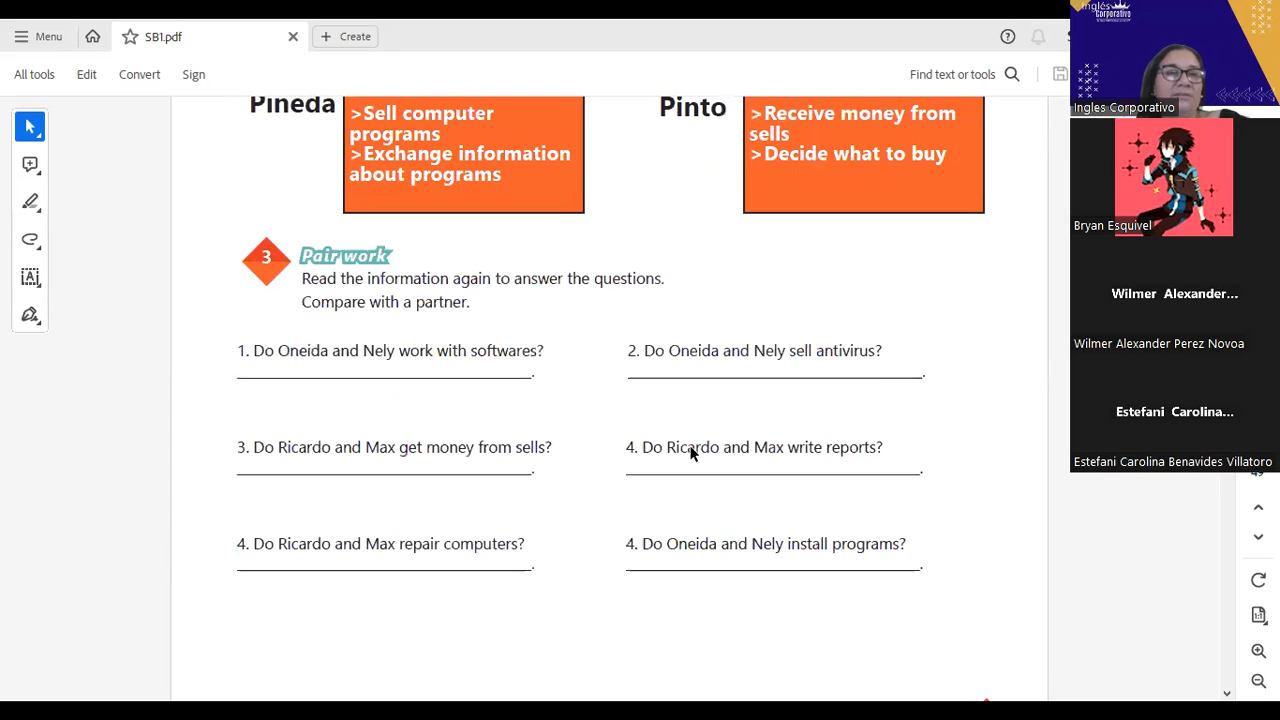 Menu
SB1.pdf
Create
All tools
Edit
Convert
Sign
Find text or tools
Pineda
>Sell computer
programs
>Exchange information
about programs
Pinto
>Receive money from
sells
>Decide what to buy
3
Pair work
Read the information again to answer the questions.
Compare with a partner.
1. Do Oneida and Nely work with softwares?
2. Do Oneida and Nely sell antivirus?
3. Do Ricardo and Max get money from sells?
4. Do Ricardo and Max write reports?
4. Do Ricardo and Max repair computers?
4. Do Oneida and Nely install programs?
Inglés
corporativo
Ingles Corporativo
Bryan Esquivel
Wilmer Alexander...
Wilmer Alexander Perez Novoa
Estefani Carolina...
Estefani Carolina Benavides Villatoro